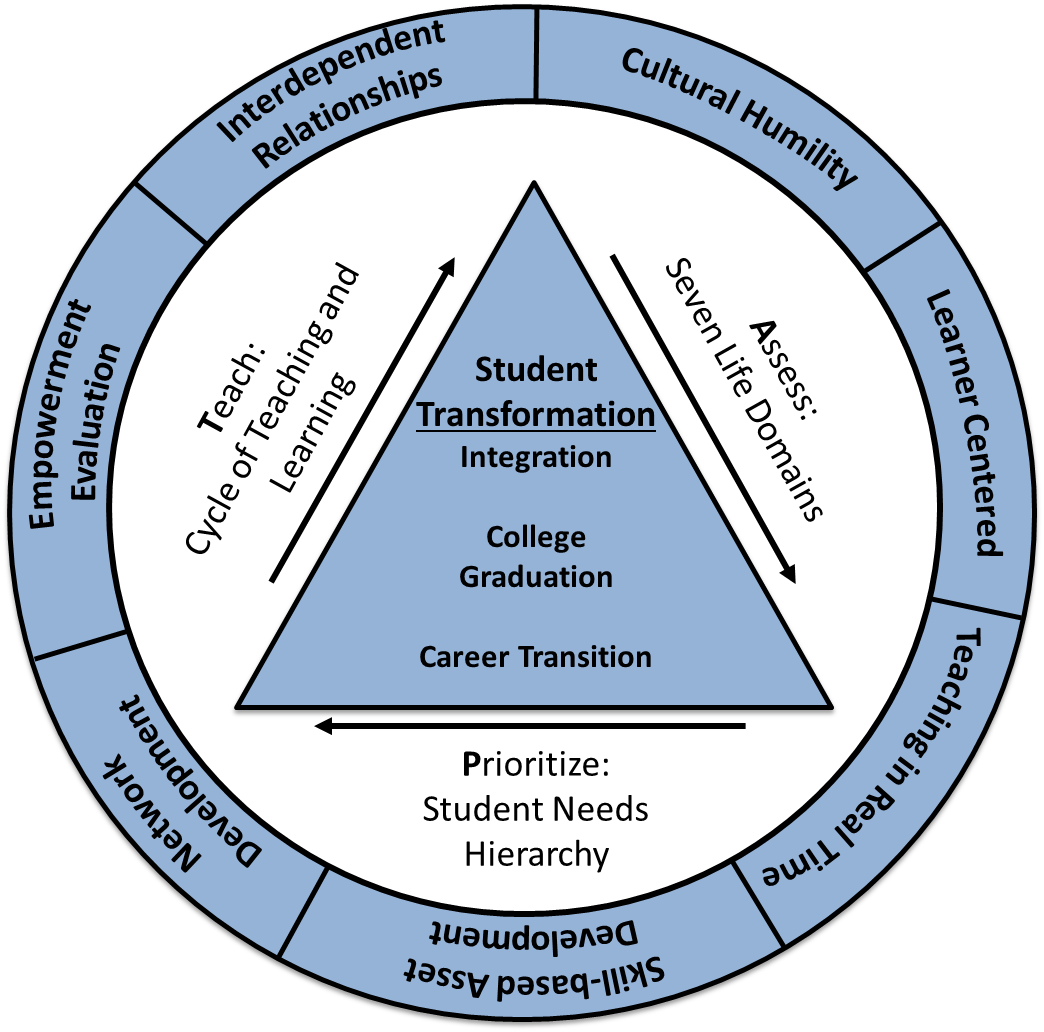 Interdependent
Relationships
Cultural Humility
Learner Centered
Teaching in Real Time
Skill-based Asset
Development
Network
Development
Empowerment
Evaluation
Teach:
Cycle of Teaching and
Learning
Assess:
Seven Life Domains
Student
Transformation
Integration
College
Graduation
Career Transition
Prioritize:
Student Needs
Hierarchy